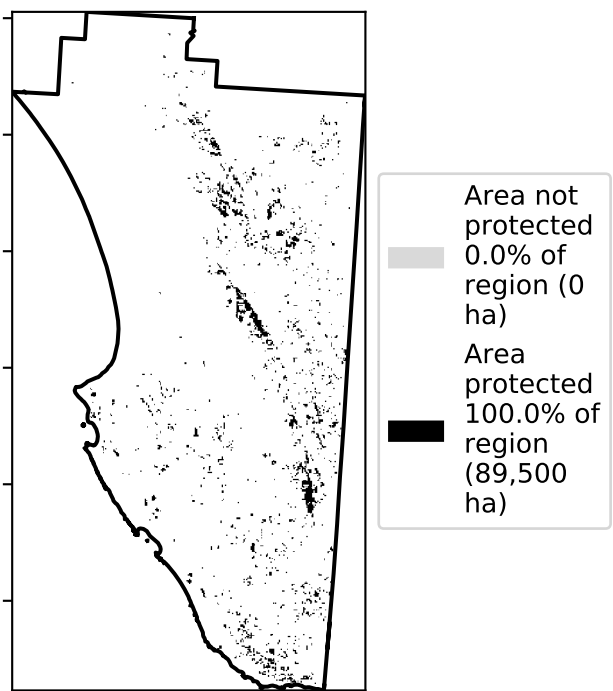 Area not
protected
0.0% of
region (0
ha)
Area
protected
100.0% of
region
(89,500
ha)